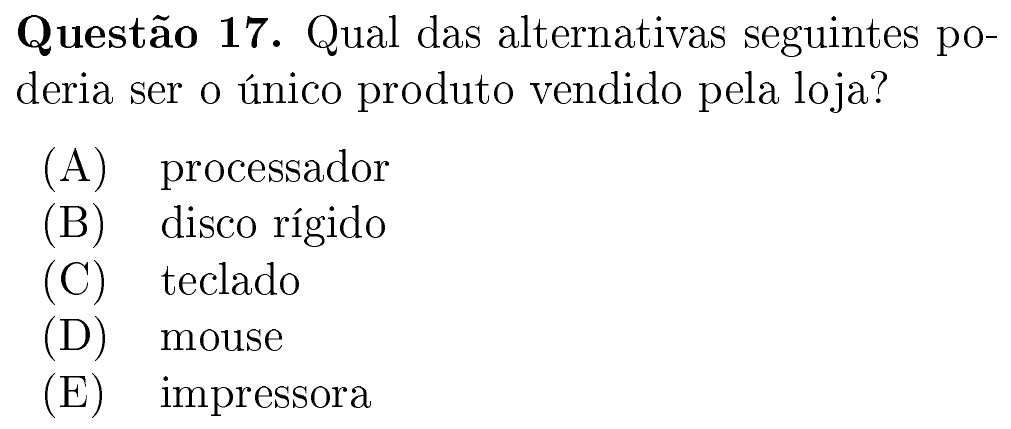 Questão 17. Qual das alternativas seguintes po-
deria ser o único produto vendido pela loja?
(A) processador
(B) disco rígido
(C) teclado
(D) mouse
(E) impressora